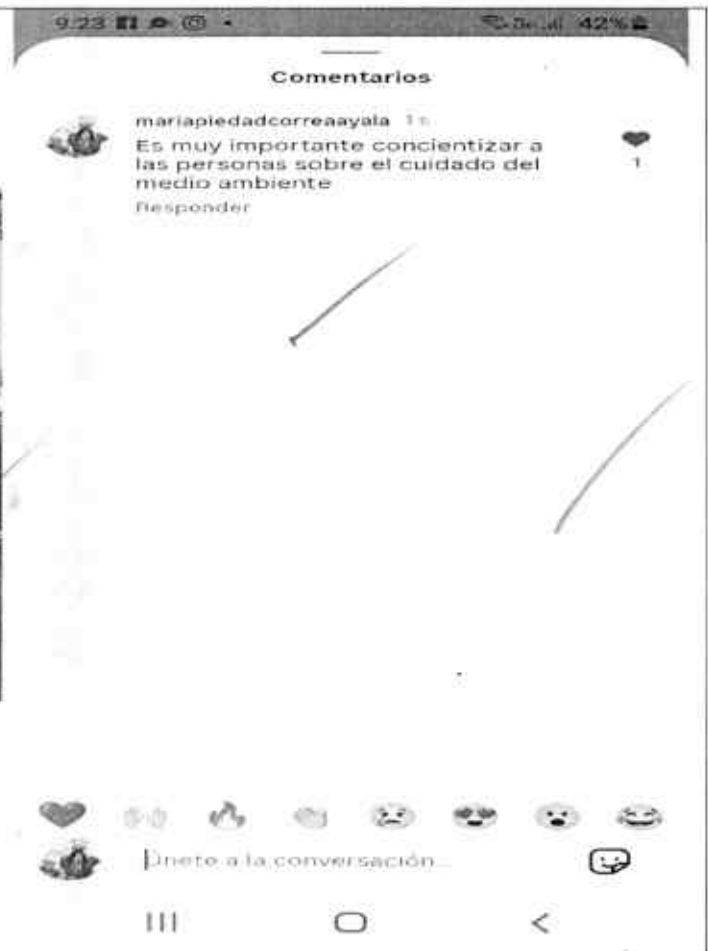 9:23 42%
Comentarios
mariapiedadcorreaayala 1 s
Es muy importante concientizar a
las personas sobre el cuidado del
medio ambiente
Responder
1
Únete a la conversación...